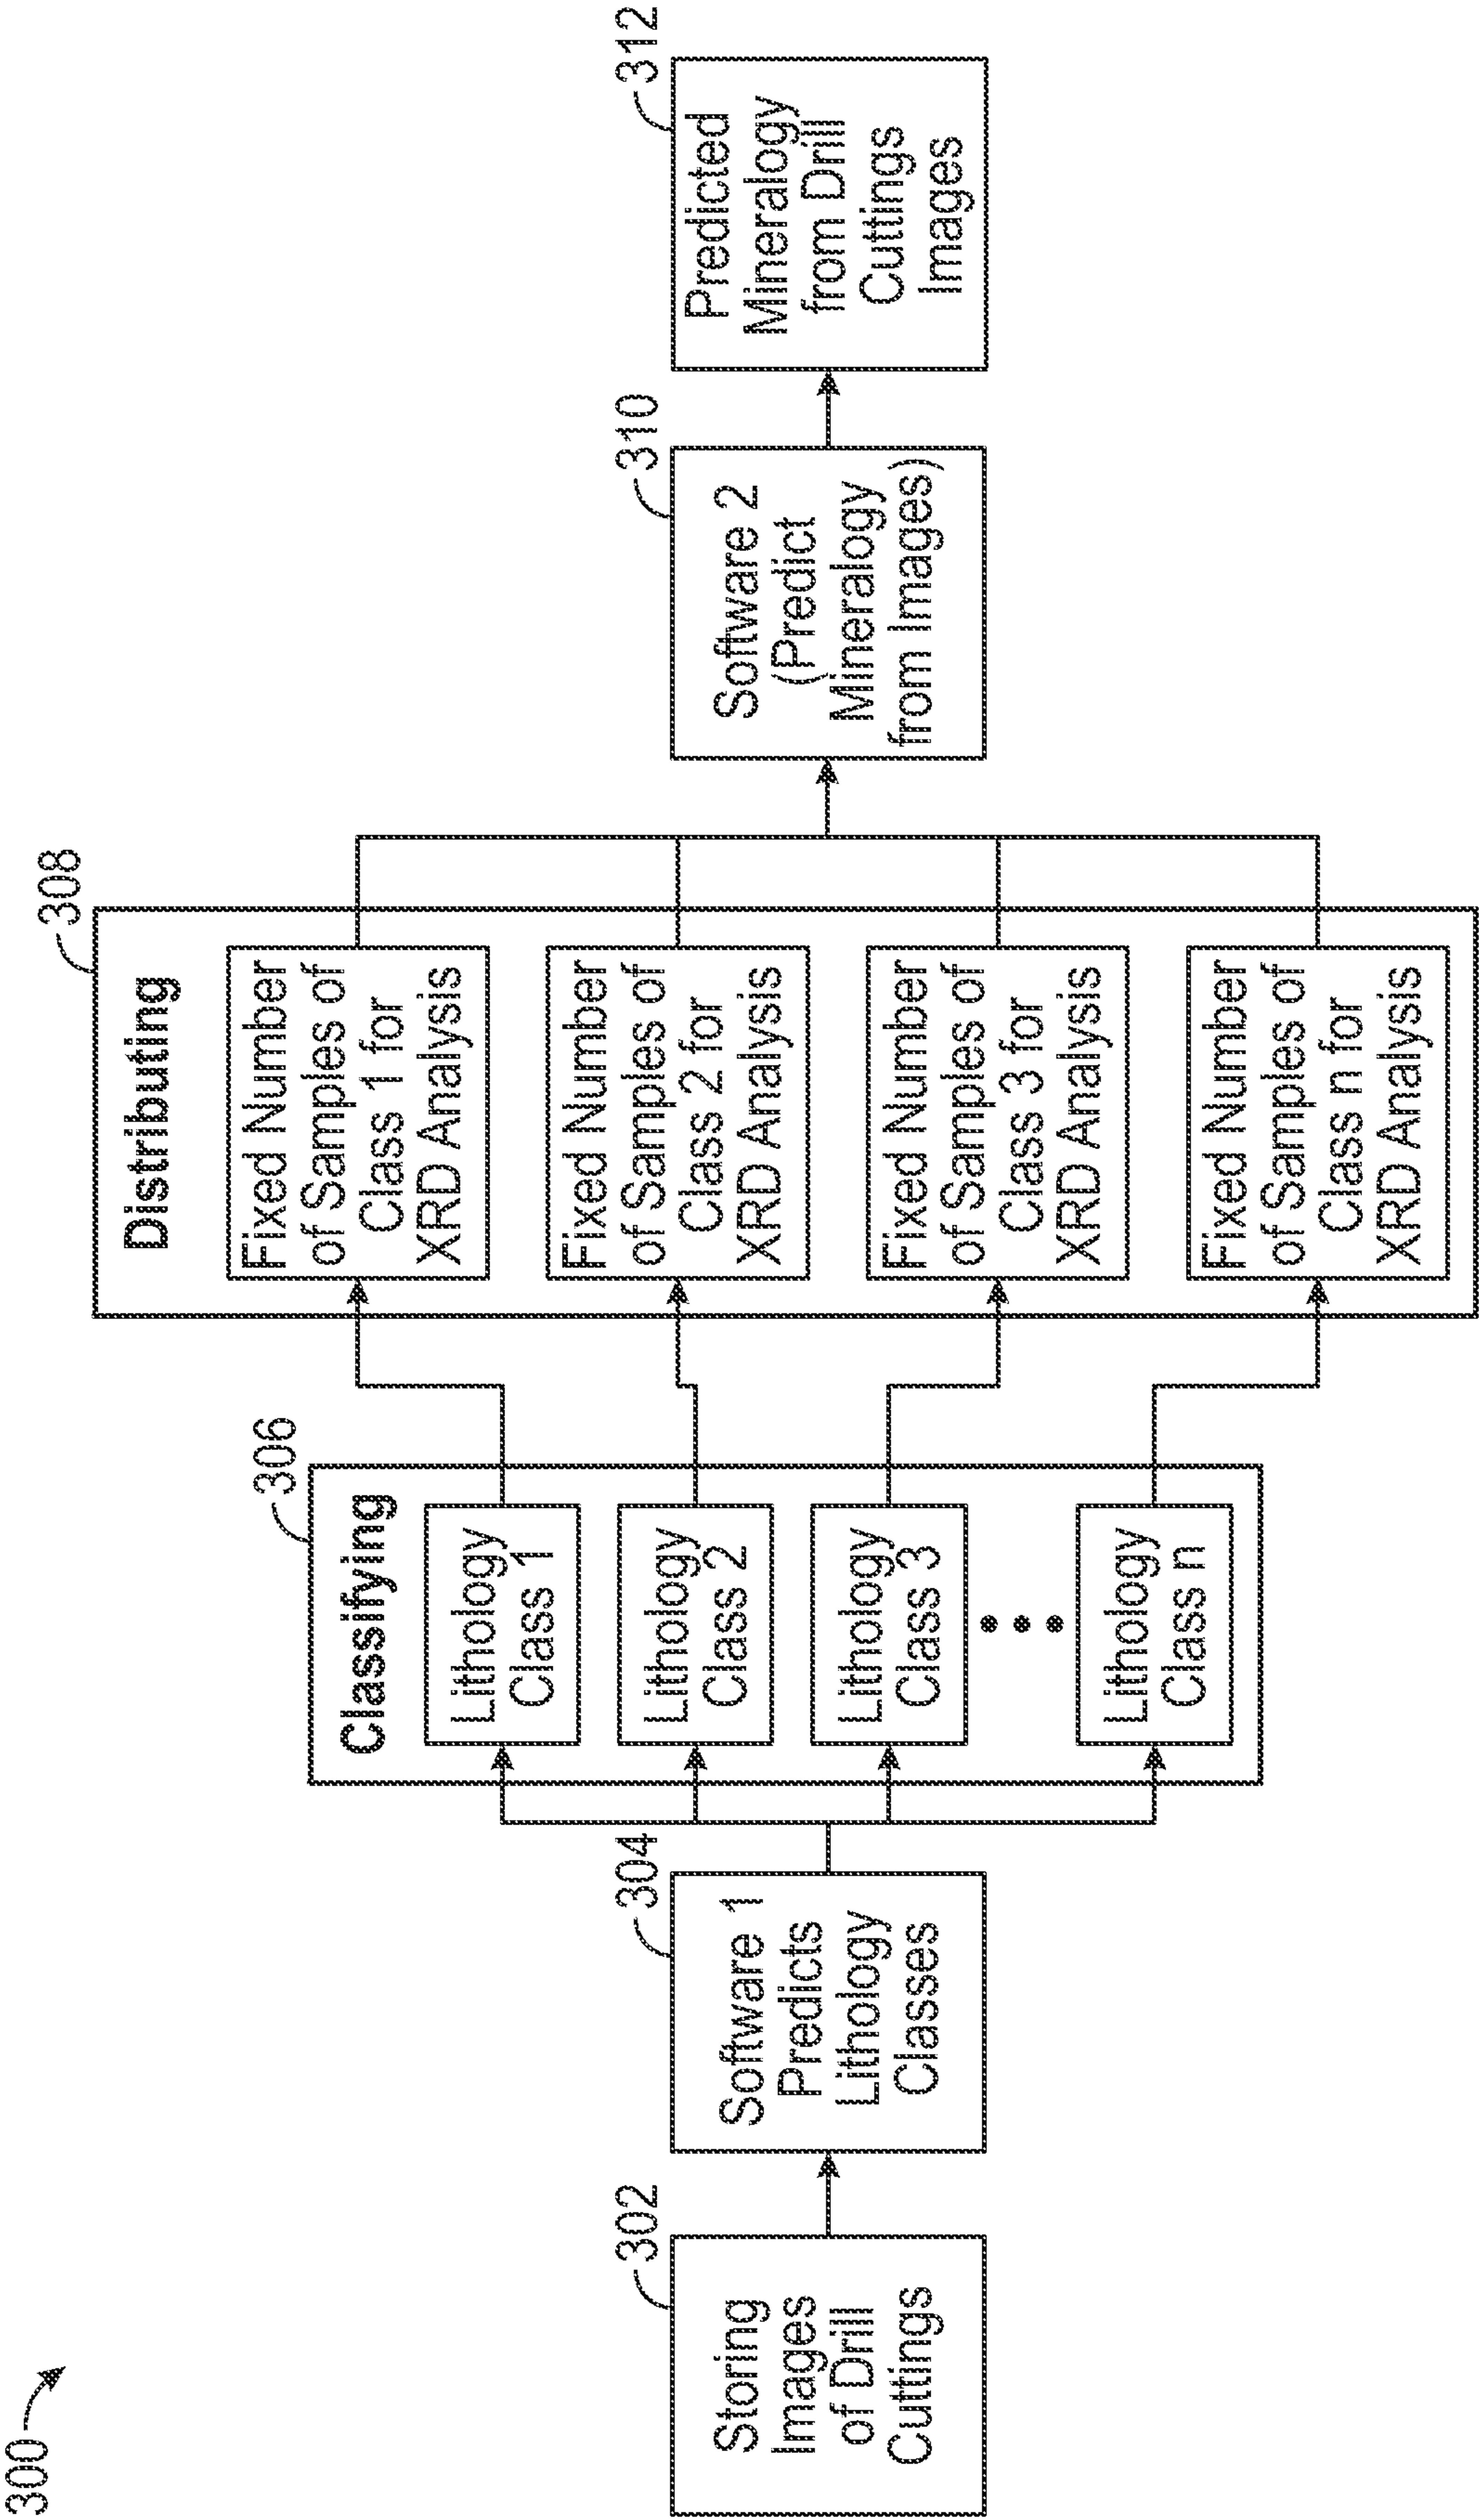 300
302
Storing
Images
of Drill
Cuttings
304
Software 1
Predicts
Lithology
Classes
306
Classifying
Lithology
Class 1
Lithology
Class 2
Lithology
Class 3
Lithology
Class n
308
Distributing
Fixed Number
of Samples of
Class 1 for
XRD Analysis
Fixed Number
of Samples of
Class 2 for
XRD Analysis
Fixed Number
of Samples of
Class 3 for
XRD Analysis
Fixed Number
of Samples of
Class n for
XRD Analysis
310
Software 2
(Predict
Mineralogy
from Images)
312
Predicted
Mineralogy
from Drill
Cuttings
Images